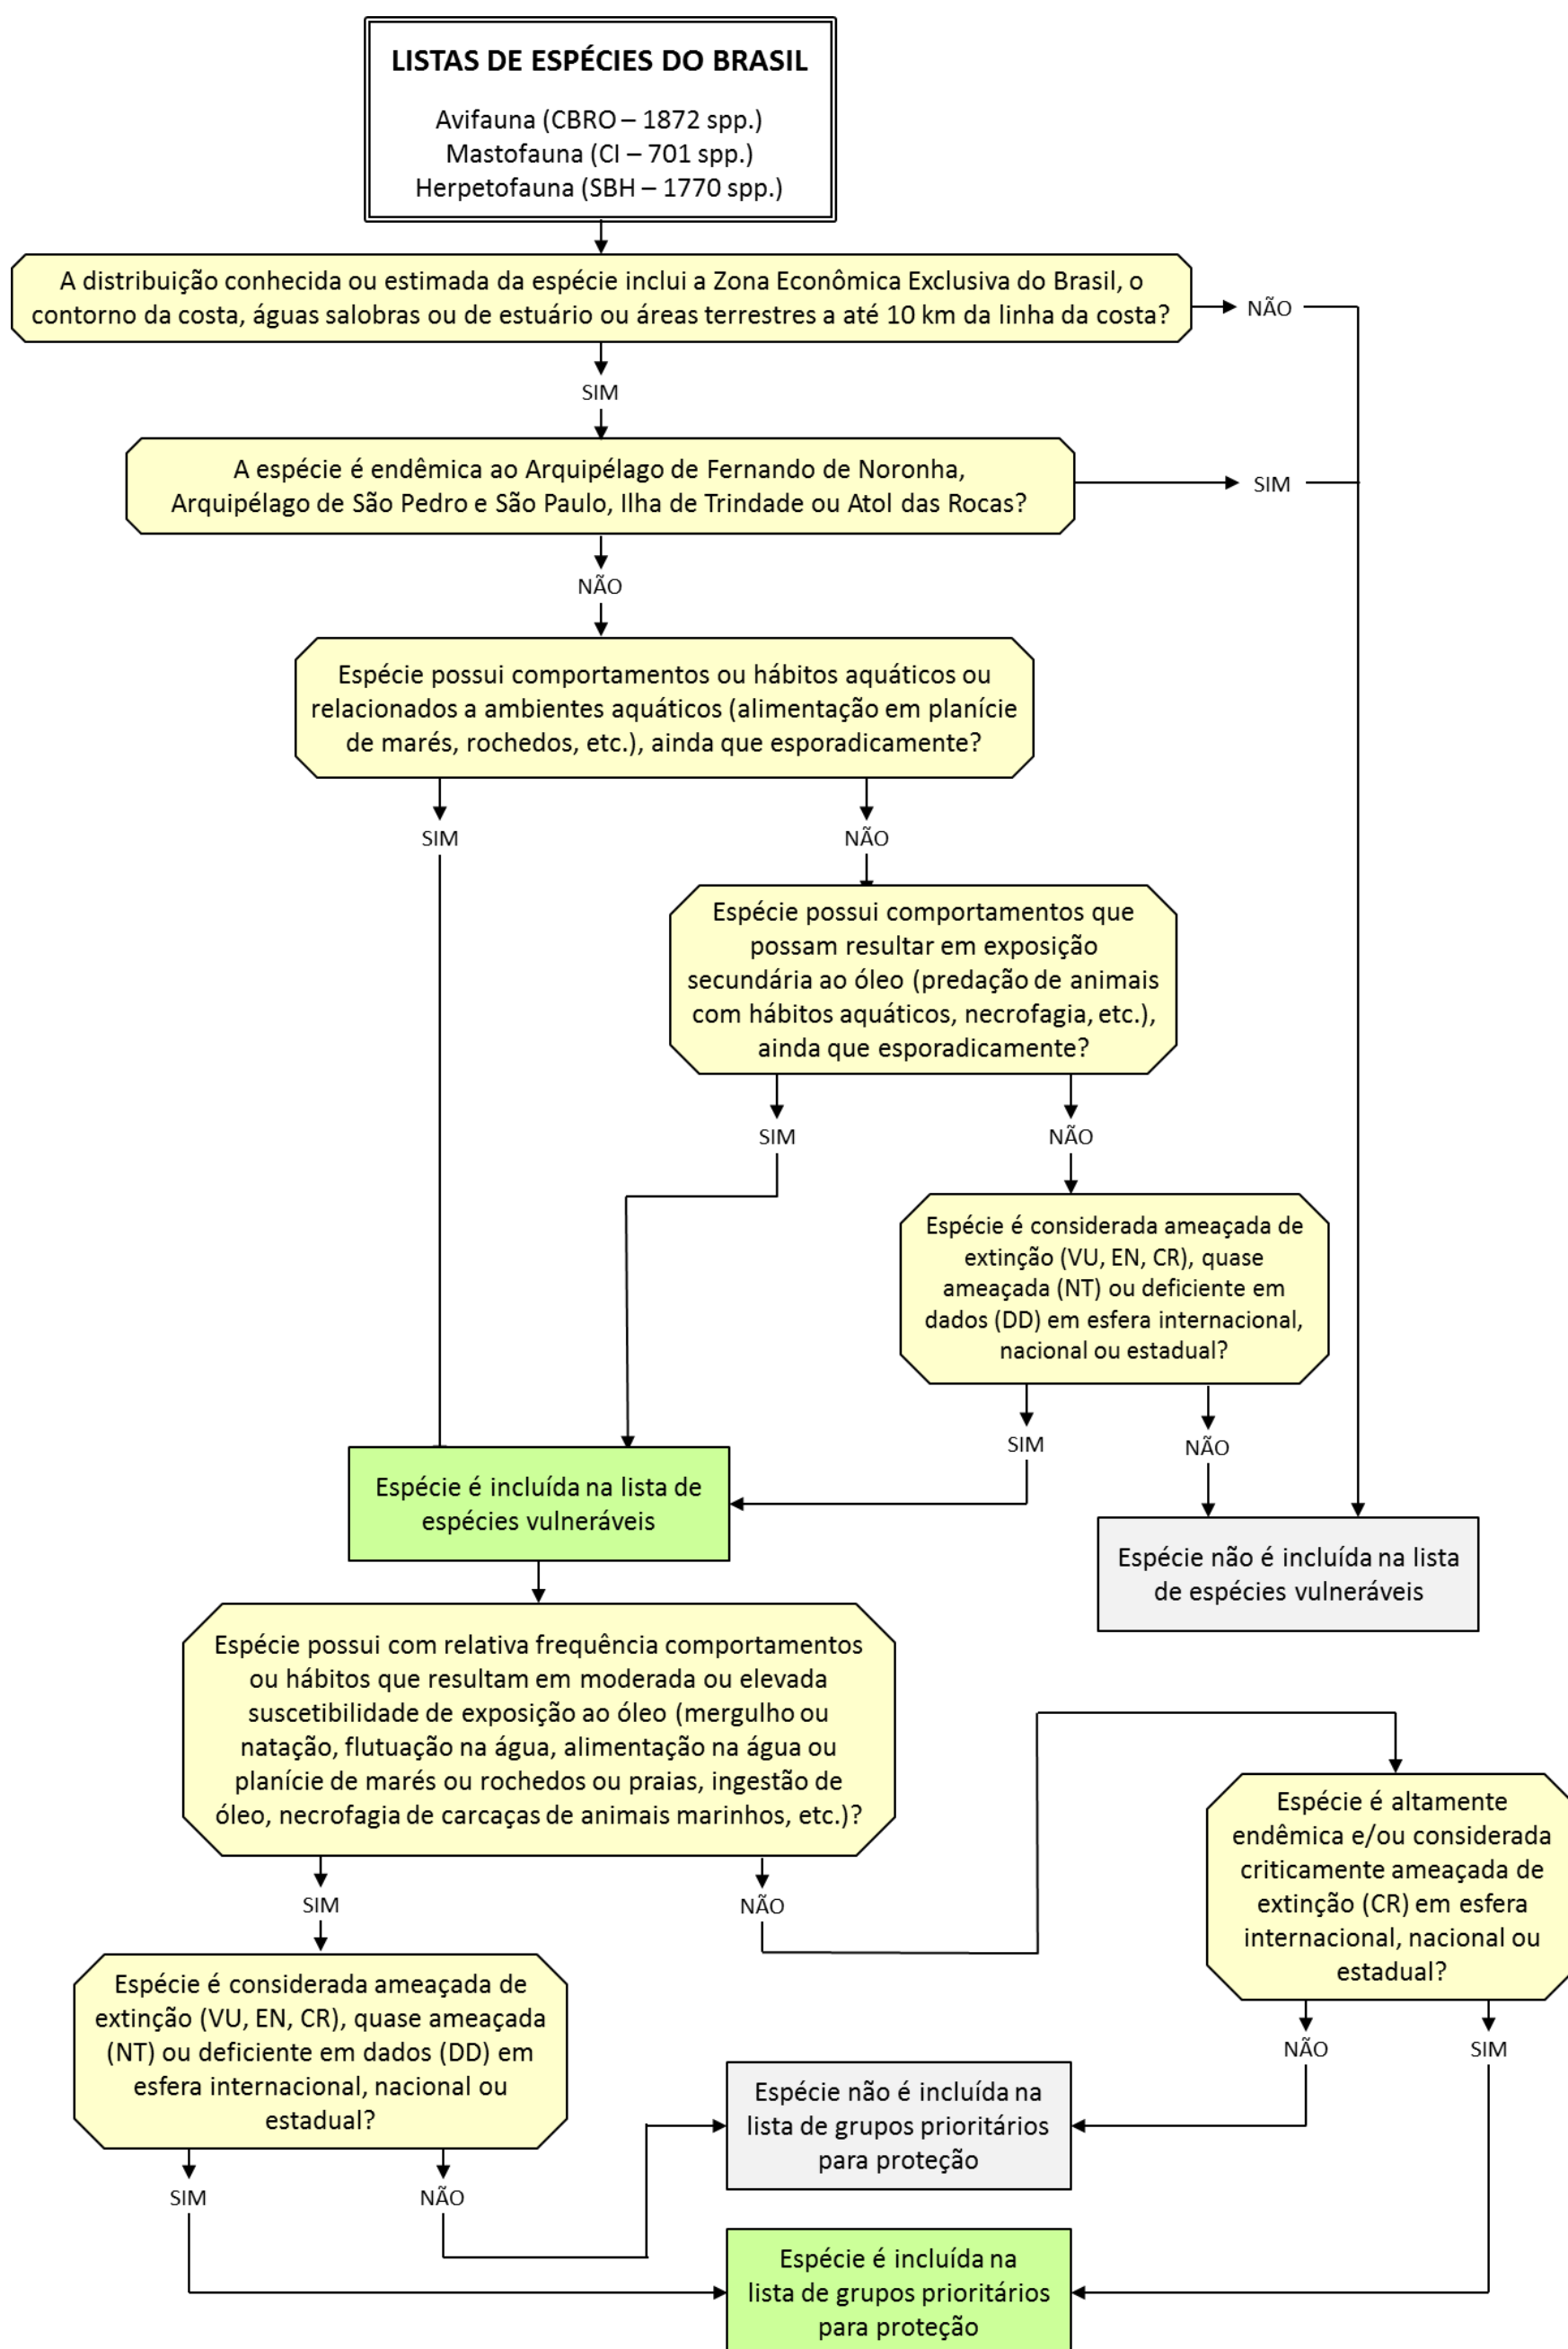 LISTAS DE ESPÉCIES DO BRASIL
Avifauna (CBRO – 1872 spp.)
Mastofauna (CI – 701 spp.)
Herpetofauna (SBH – 1770 spp.)
A distribuição conhecida ou estimada da espécie inclui a Zona Econômica Exclusiva do Brasil, o
contorno da costa, águas salobras ou de estuário ou áreas terrestres a até 10 km da linha da costa?
NÃO
SIM
A espécie é endêmica ao Arquipélago de Fernando de Noronha,
Arquipélago de São Pedro e São Paulo, Ilha de Trindade ou Atol das Rocas?
SIM
NÃO
Espécie possui comportamentos ou hábitos aquáticos ou
relacionados a ambientes aquáticos (alimentação em planície
de marés, rochedos, etc.), ainda que esporadicamente?
SIM
NÃO
Espécie possui comportamentos que
possam resultar em exposição
secundária ao óleo (predação de animais
com hábitos aquáticos, necrofagia, etc.),
ainda que esporadicamente?
SIM
NÃO
Espécie é considerada ameaçada de
extinção (VU, EN, CR), quase
ameaçada (NT) ou deficiente em
dados (DD) em esfera internacional,
nacional ou estadual?
SIM
NÃO
Espécie é incluída na lista de
espécies vulneráveis
Espécie não é incluída na lista
de espécies vulneráveis
Espécie possui com relativa frequência comportamentos
ou hábitos que resultam em moderada ou elevada
suscetibilidade de exposição ao óleo (mergulho ou
natação, flutuação na água, alimentação na água ou
planície de marés ou rochedos ou praias, ingestão de
óleo, necrofagia de carcaças de animais marinhos, etc.)?
SIM
NÃO
Espécie é altamente
endêmica e/ou considerada
criticamente ameaçada de
extinção (CR) em esfera
internacional, nacional ou
estadual?
NÃO
SIM
Espécie é considerada ameaçada de
extinção (VU, EN, CR), quase ameaçada
(NT) ou deficiente em dados (DD) em
esfera internacional, nacional ou
estadual?
SIM
NÃO
Espécie não é incluída na
lista de grupos prioritários
para proteção
Espécie é incluída na
lista de grupos prioritários
para proteção